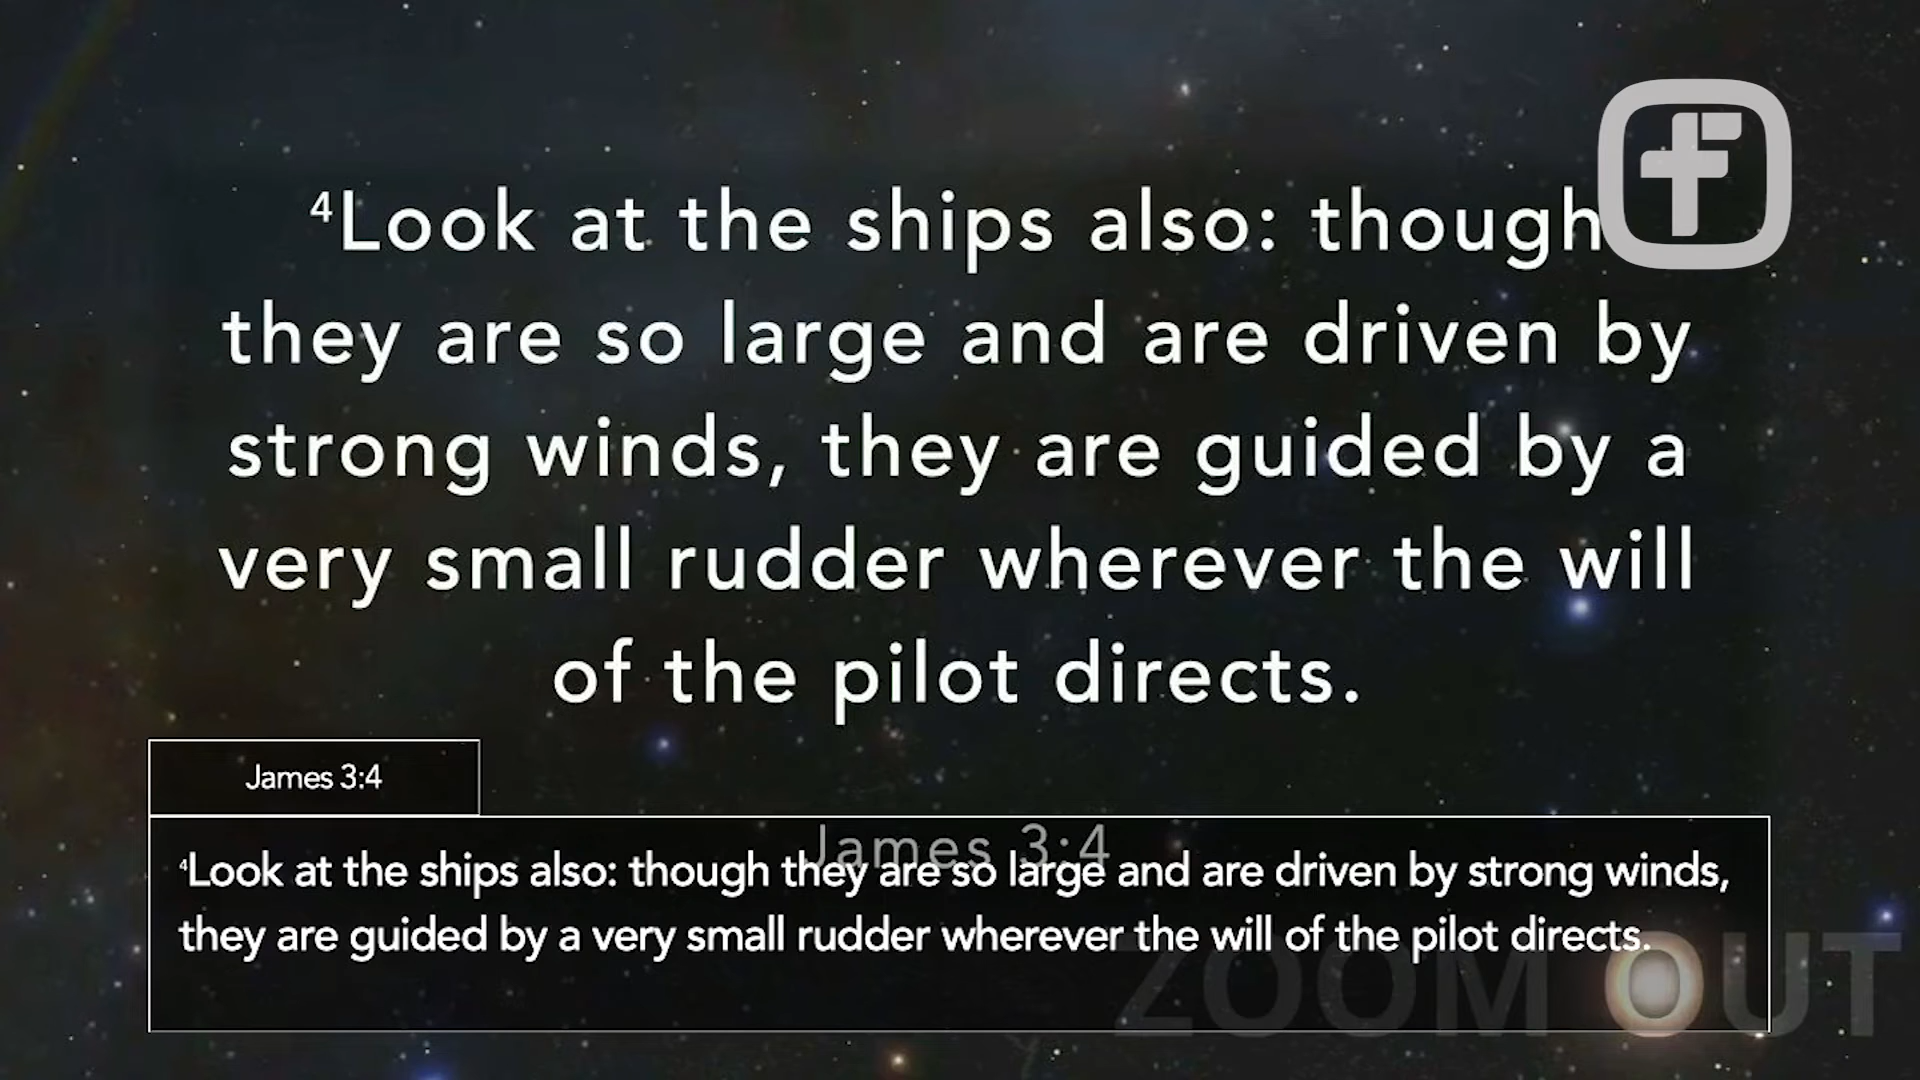 ⁴Look at the ships also: though
they are so large and are driven by
strong winds, they are guided by a
very small rudder wherever the will
of the pilot directs.
James 3:4
James 3:4
⁴Look at the ships also: though they are so large and are driven by strong winds,
they are guided by a very small rudder wherever the will of the pilot directs.
ZOOM OUT